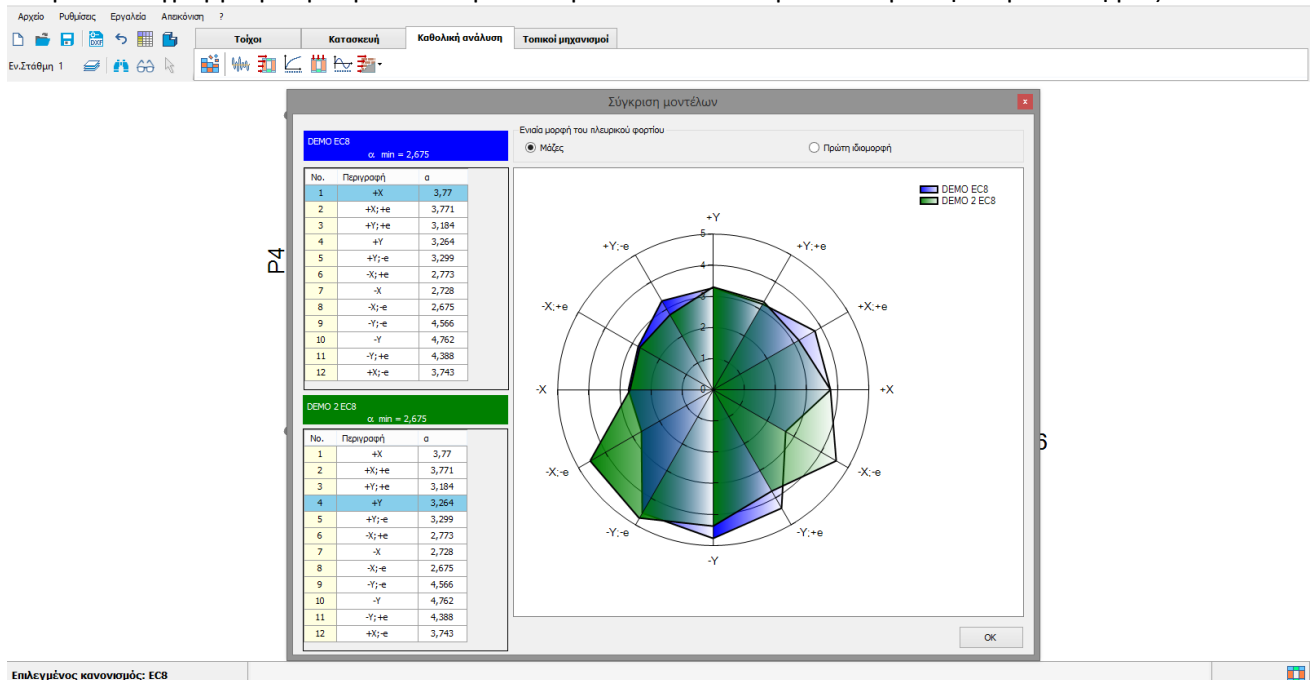 Αρχείο Ρυθμίσεις Εργαλεία Απεικόνιση ?
DXF Τοίχοι Κατασκευή Καθολική ανάλυση Τοπικοί μηχανισμοί
Εν.Στάθμη 1
Σύγκριση μοντέλων
x
DEMO EC8
α min = 2,675
No. Περιγραφή α
1 +X 3,77
2 +X;+e 3,771
3 +Y;+e 3,184
4 +Y 3,264
5 +Y;-e 3,299
6 -X;+e 2,773
7 -X 2,728
8 -X;-e 2,675
9 -Y;-e 4,566
10 -Y 4,762
11 -Y;+e 4,388
12 +X;-e 3,743
DEMO 2 EC8
α min = 2,675
No. Περιγραφή α
1 +X 3,77
2 +X;+e 3,771
3 +Y;+e 3,184
4 +Y 3,264
5 +Y;-e 3,299
6 -X;+e 2,773
7 -X 2,728
8 -X;-e 2,675
9 -Y;-e 4,566
10 -Y 4,762
11 -Y;+e 4,388
12 +X;-e 3,743
Ενιαία μορφή του πλευρικού φορτίου
Μάζες Πρώτη ιδιομορφή
DEMO EC8
DEMO 2 EC8
+Y
5
+Y;-e +Y;+e
4
-X;+e +X;+e
3
2
1
-X 0 +X
-X;-e -X;-e
-Y;-e -Y;+e
-Y
OK
P4
6
Επιλεγμένος κανονισμός: EC8